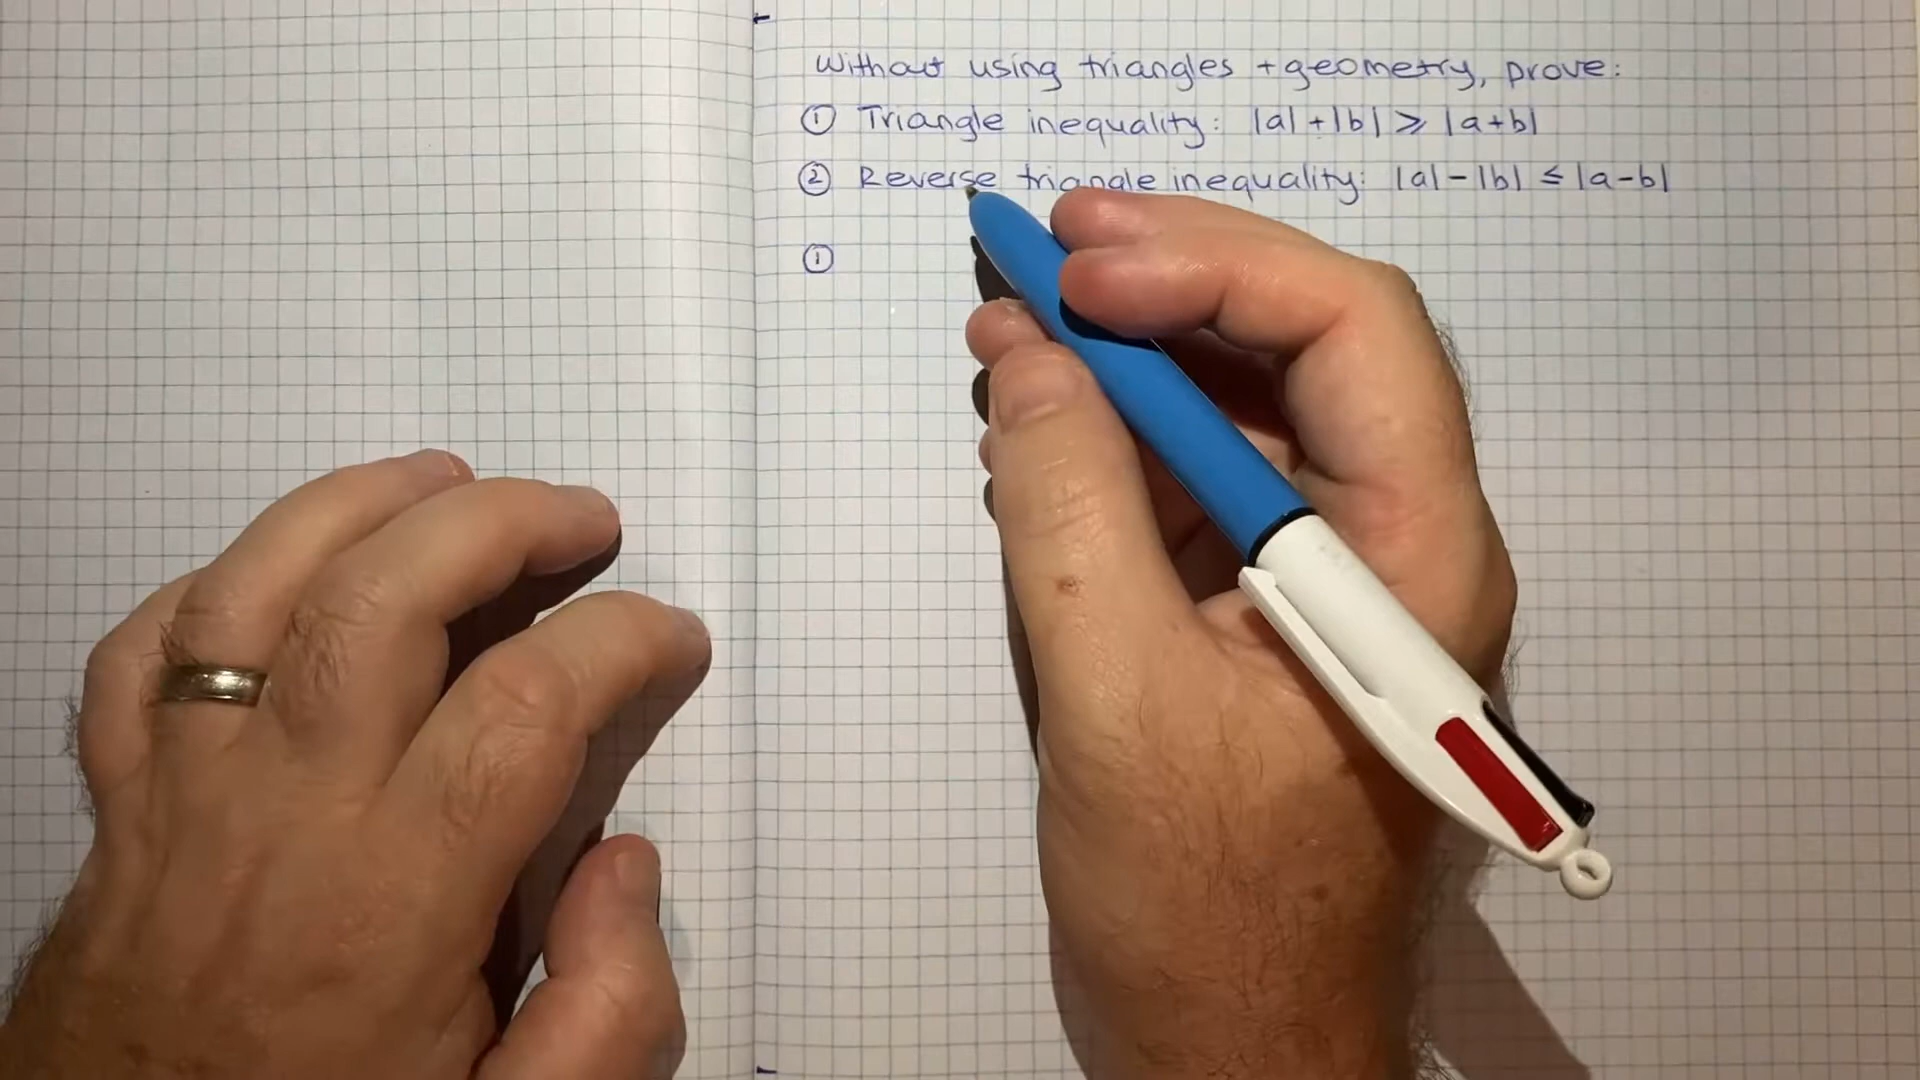 Without using triangles + geometry, prove:
① Triangle inequality: |a| + |b| ⩾ |a+b|
② Reverse triangle inequality: |a| - |b| ≤ |a-b|
①